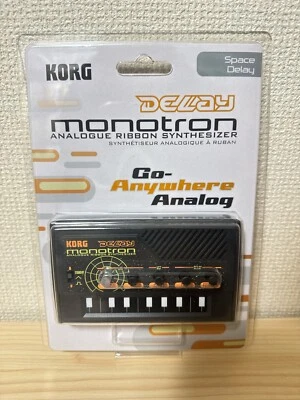 KORG
Space
Delay
DELAY
monotron
ANALOGUE RIBBON SYNTHESIZER
SYNTHÉTISEUR ANALOGIQUE À RUBAN
Go-
Anywhere
Analog
KORG DELAY
monotron